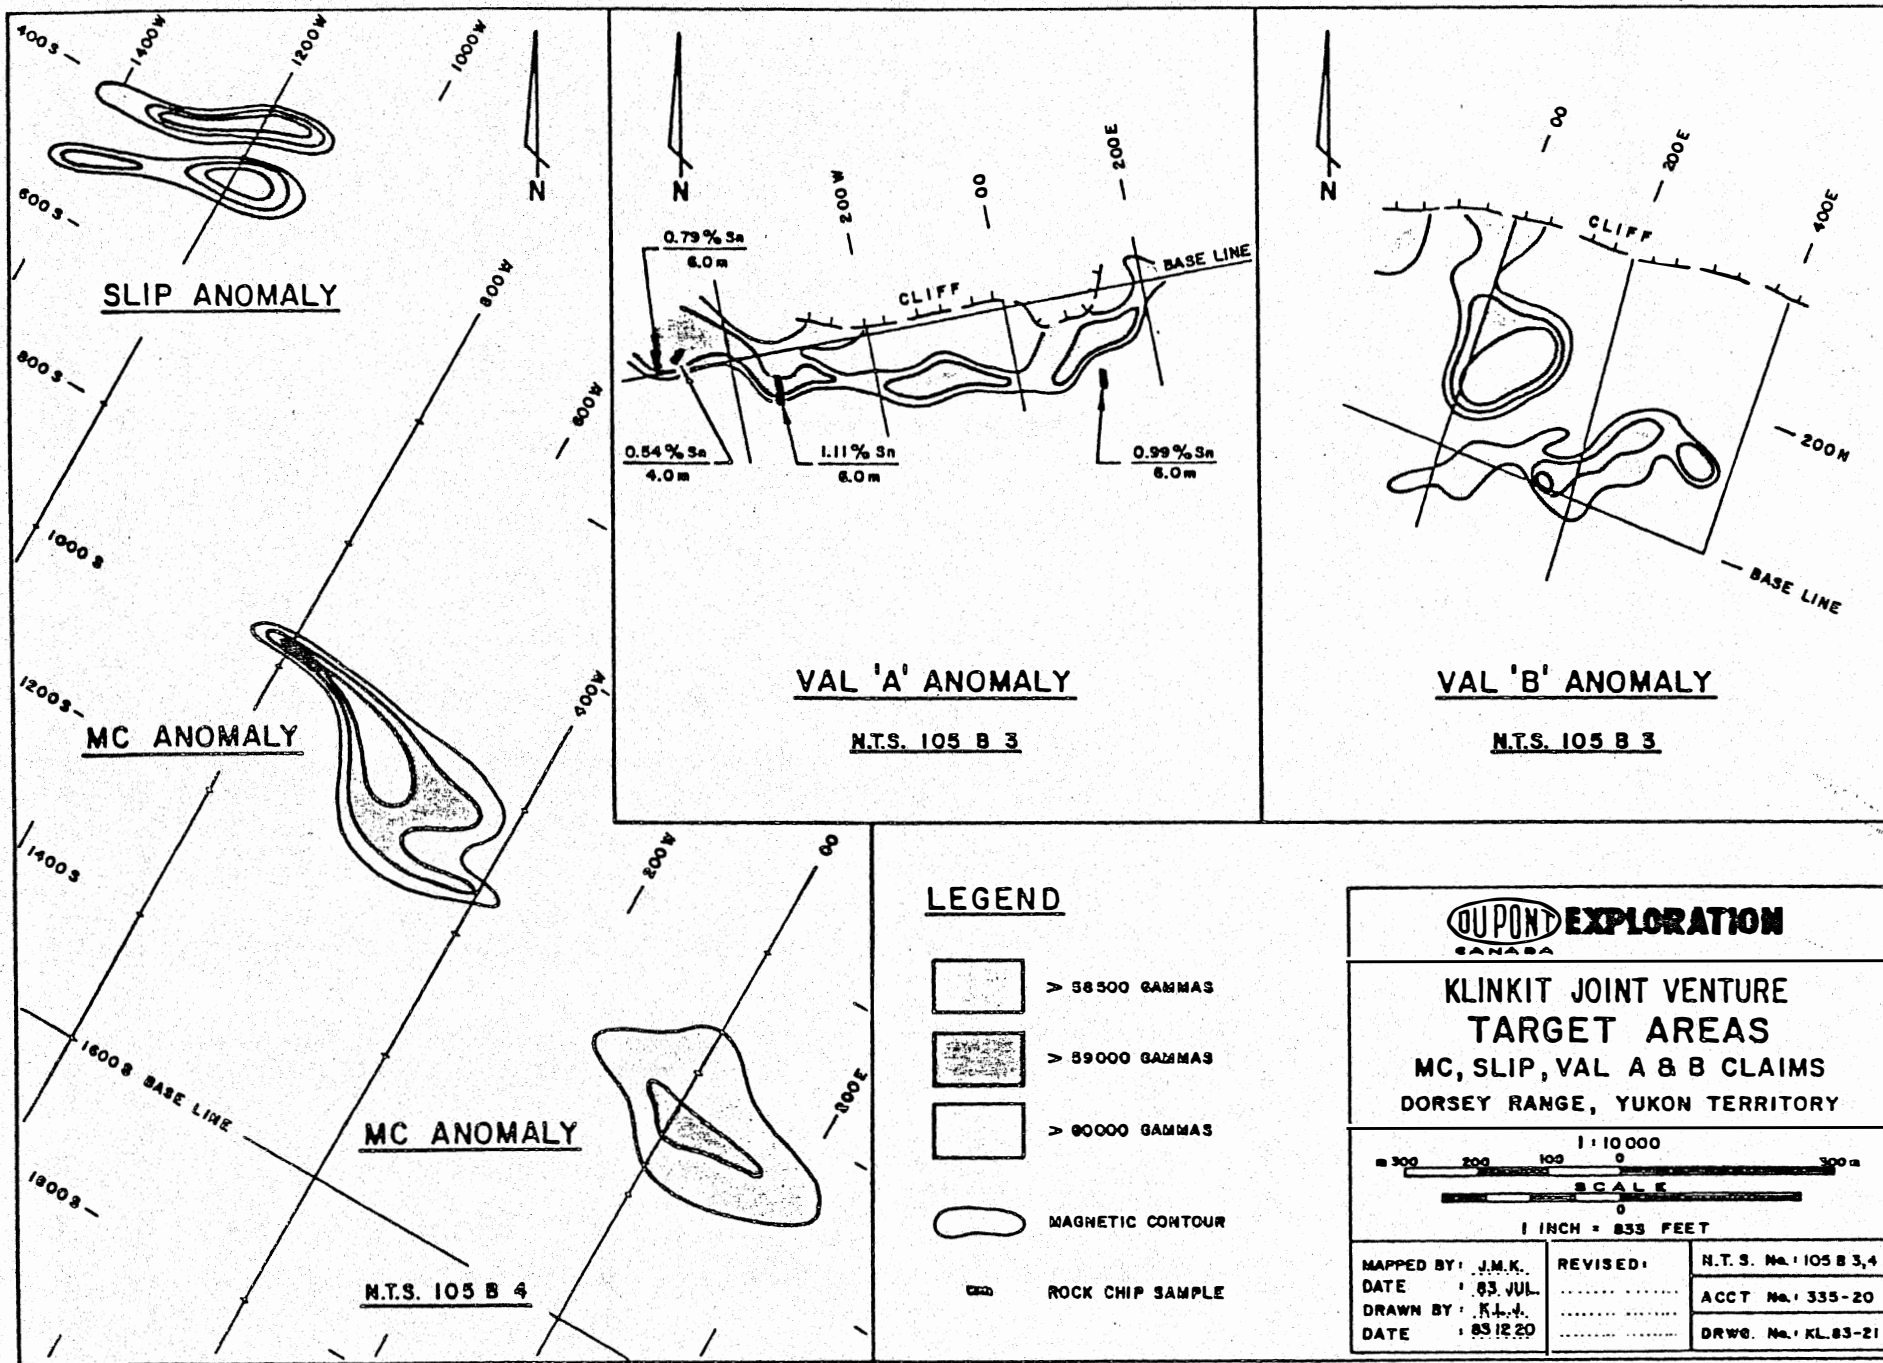 400S
1400W
1200W
1000W
600S
SLIP ANOMALY
800W
800S
600W
1000S
1200S
MC ANOMALY
400W
1400S
200W
00
1600S BASE LINE
MC ANOMALY
200E
1800S
N.T.S. 105 B 4
N
N
200W
00
200E
0.79% Sn
6.0m
BASE LINE
CLIFF
0.54% Sn
4.0m
1.11% Sn
6.0m
0.99% Sn
6.0m
VAL 'A' ANOMALY
N.T.S. 105 B 3
N
00
200E
400E
CLIFF
200N
BASE LINE
VAL 'B' ANOMALY
N.T.S. 105 B 3
LEGEND
> 58500 GAMMAS
> 59000 GAMMAS
> 60000 GAMMAS
MAGNETIC CONTOUR
ROCK CHIP SAMPLE
DUPONT EXPLORATION
CANADA
KLINKIT JOINT VENTURE
TARGET AREAS
MC, SLIP, VAL A & B CLAIMS
DORSEY RANGE, YUKON TERRITORY
1:10000
m 300 200 100 0 300m
SCALE
0
1 INCH = 833 FEET
MAPPED BY: J.M.K.
DATE : 83 JUL.
DRAWN BY: K.L.J.
DATE : 83 12 20
REVISED:
N.T.S. No.: 105 B 3,4
ACCT No.: 335-20
DRWG. No.: KL.83-21